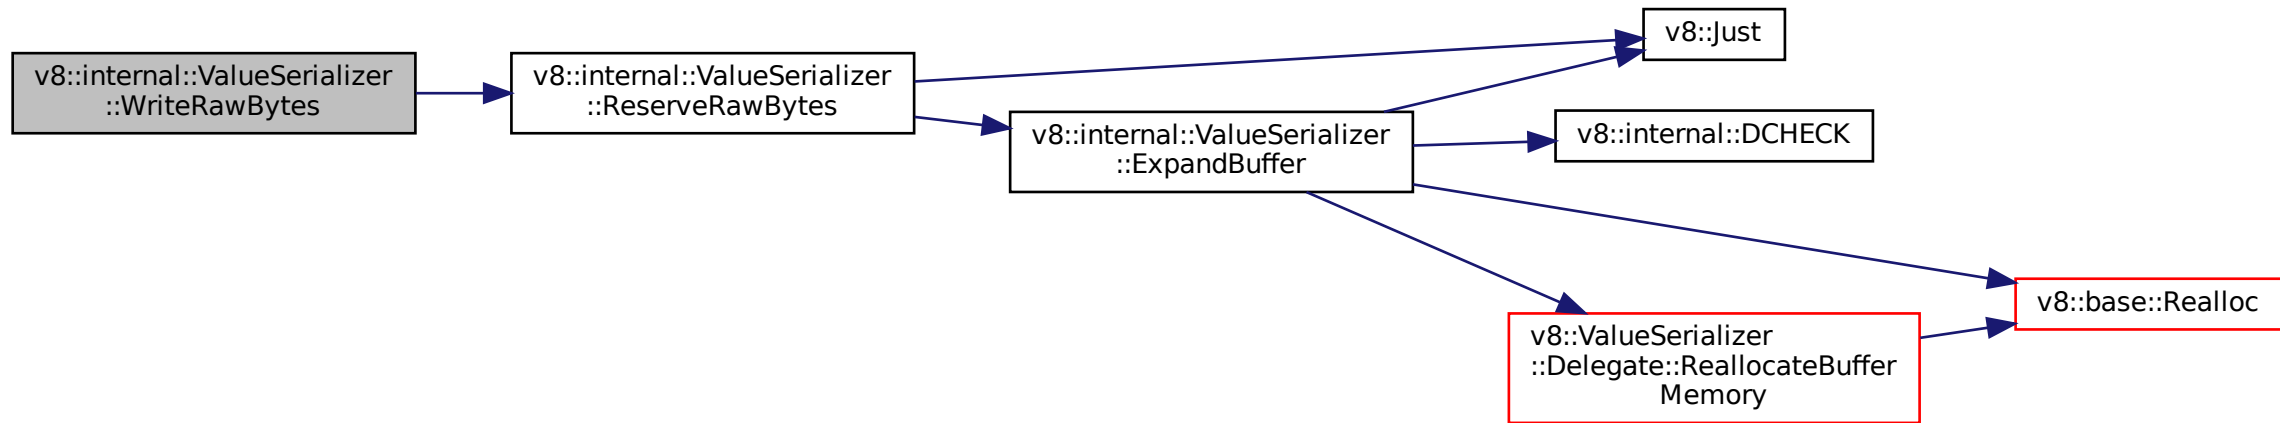 v8::internal::ValueSerializer
::WriteRawBytes
v8::internal::ValueSerializer
::ReserveRawBytes
v8::Just
v8::internal::ValueSerializer
::ExpandBuffer
v8::internal::DCHECK
v8::base::Realloc
v8::ValueSerializer
::Delegate::ReallocateBuffer
Memory